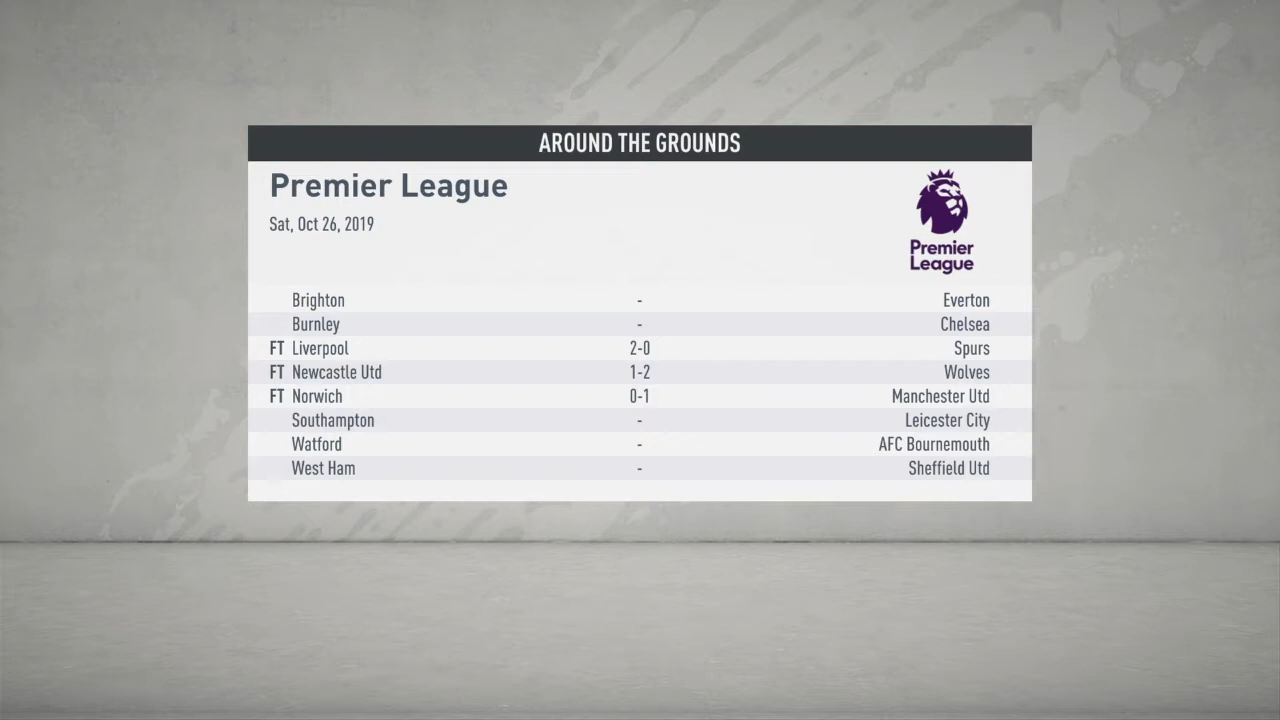 AROUND THE GROUNDS
Premier League
Sat, Oct 26, 2019
Premier
League
Brighton - Everton
Burnley - Chelsea
FT Liverpool 2-0 Spurs
FT Newcastle Utd 1-2 Wolves
FT Norwich 0-1 Manchester Utd
Southampton - Leicester City
Watford - AFC Bournemouth
West Ham - Sheffield Utd